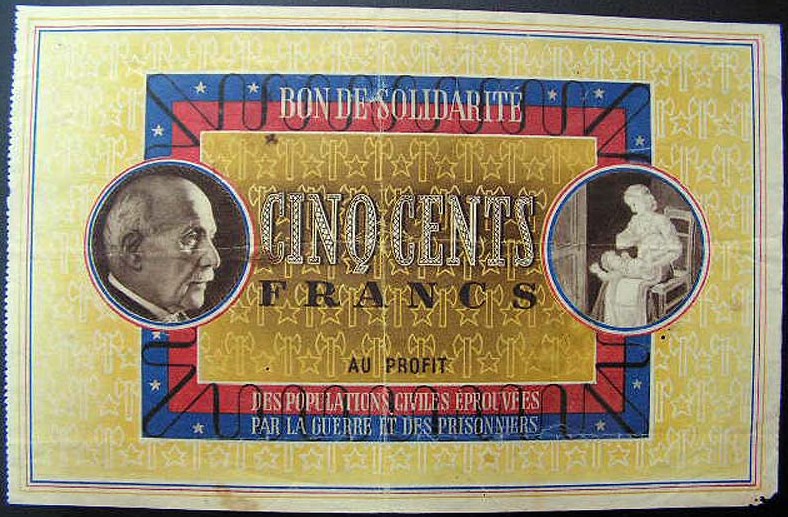 BON DE SOLIDARITÉ
CINQ CENTS
FRANCS
AU PROFIT
DES POPULATIONS CIVILES ÉPROUVÉES
PAR LA GUERRE ET DES PRISONNIERS